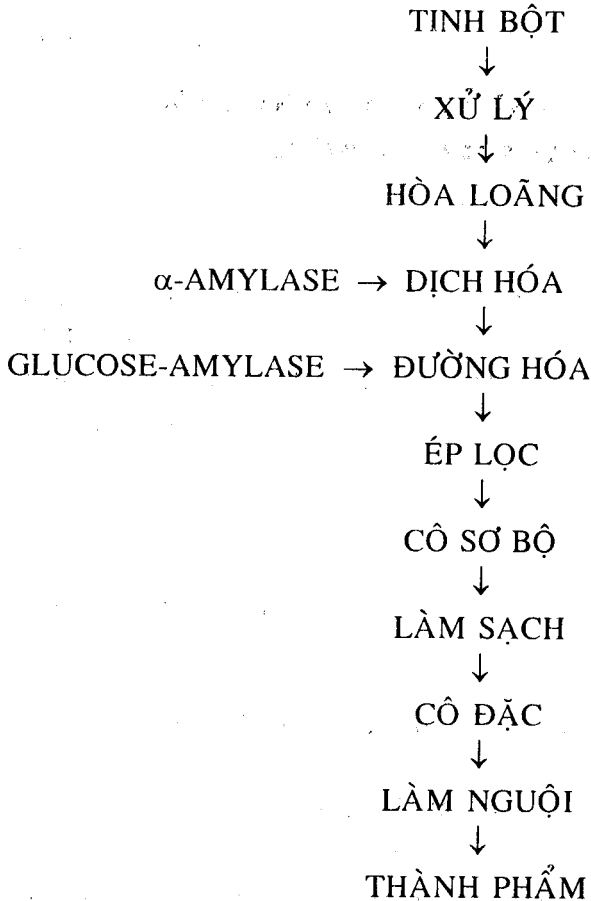 TINH BỘT
↓
XỬ LÝ
↓
HÒA LOÃNG
↓
α-AMYLASE → DỊCH HÓA
↓
GLUCOSE-AMYLASE → ĐƯỜNG HÓA
↓
ÉP LỌC
↓
CÔ SƠ BỘ
↓
LÀM SẠCH
↓
CÔ ĐẶC
↓
LÀM NGUỘI
↓
THÀNH PHẨM